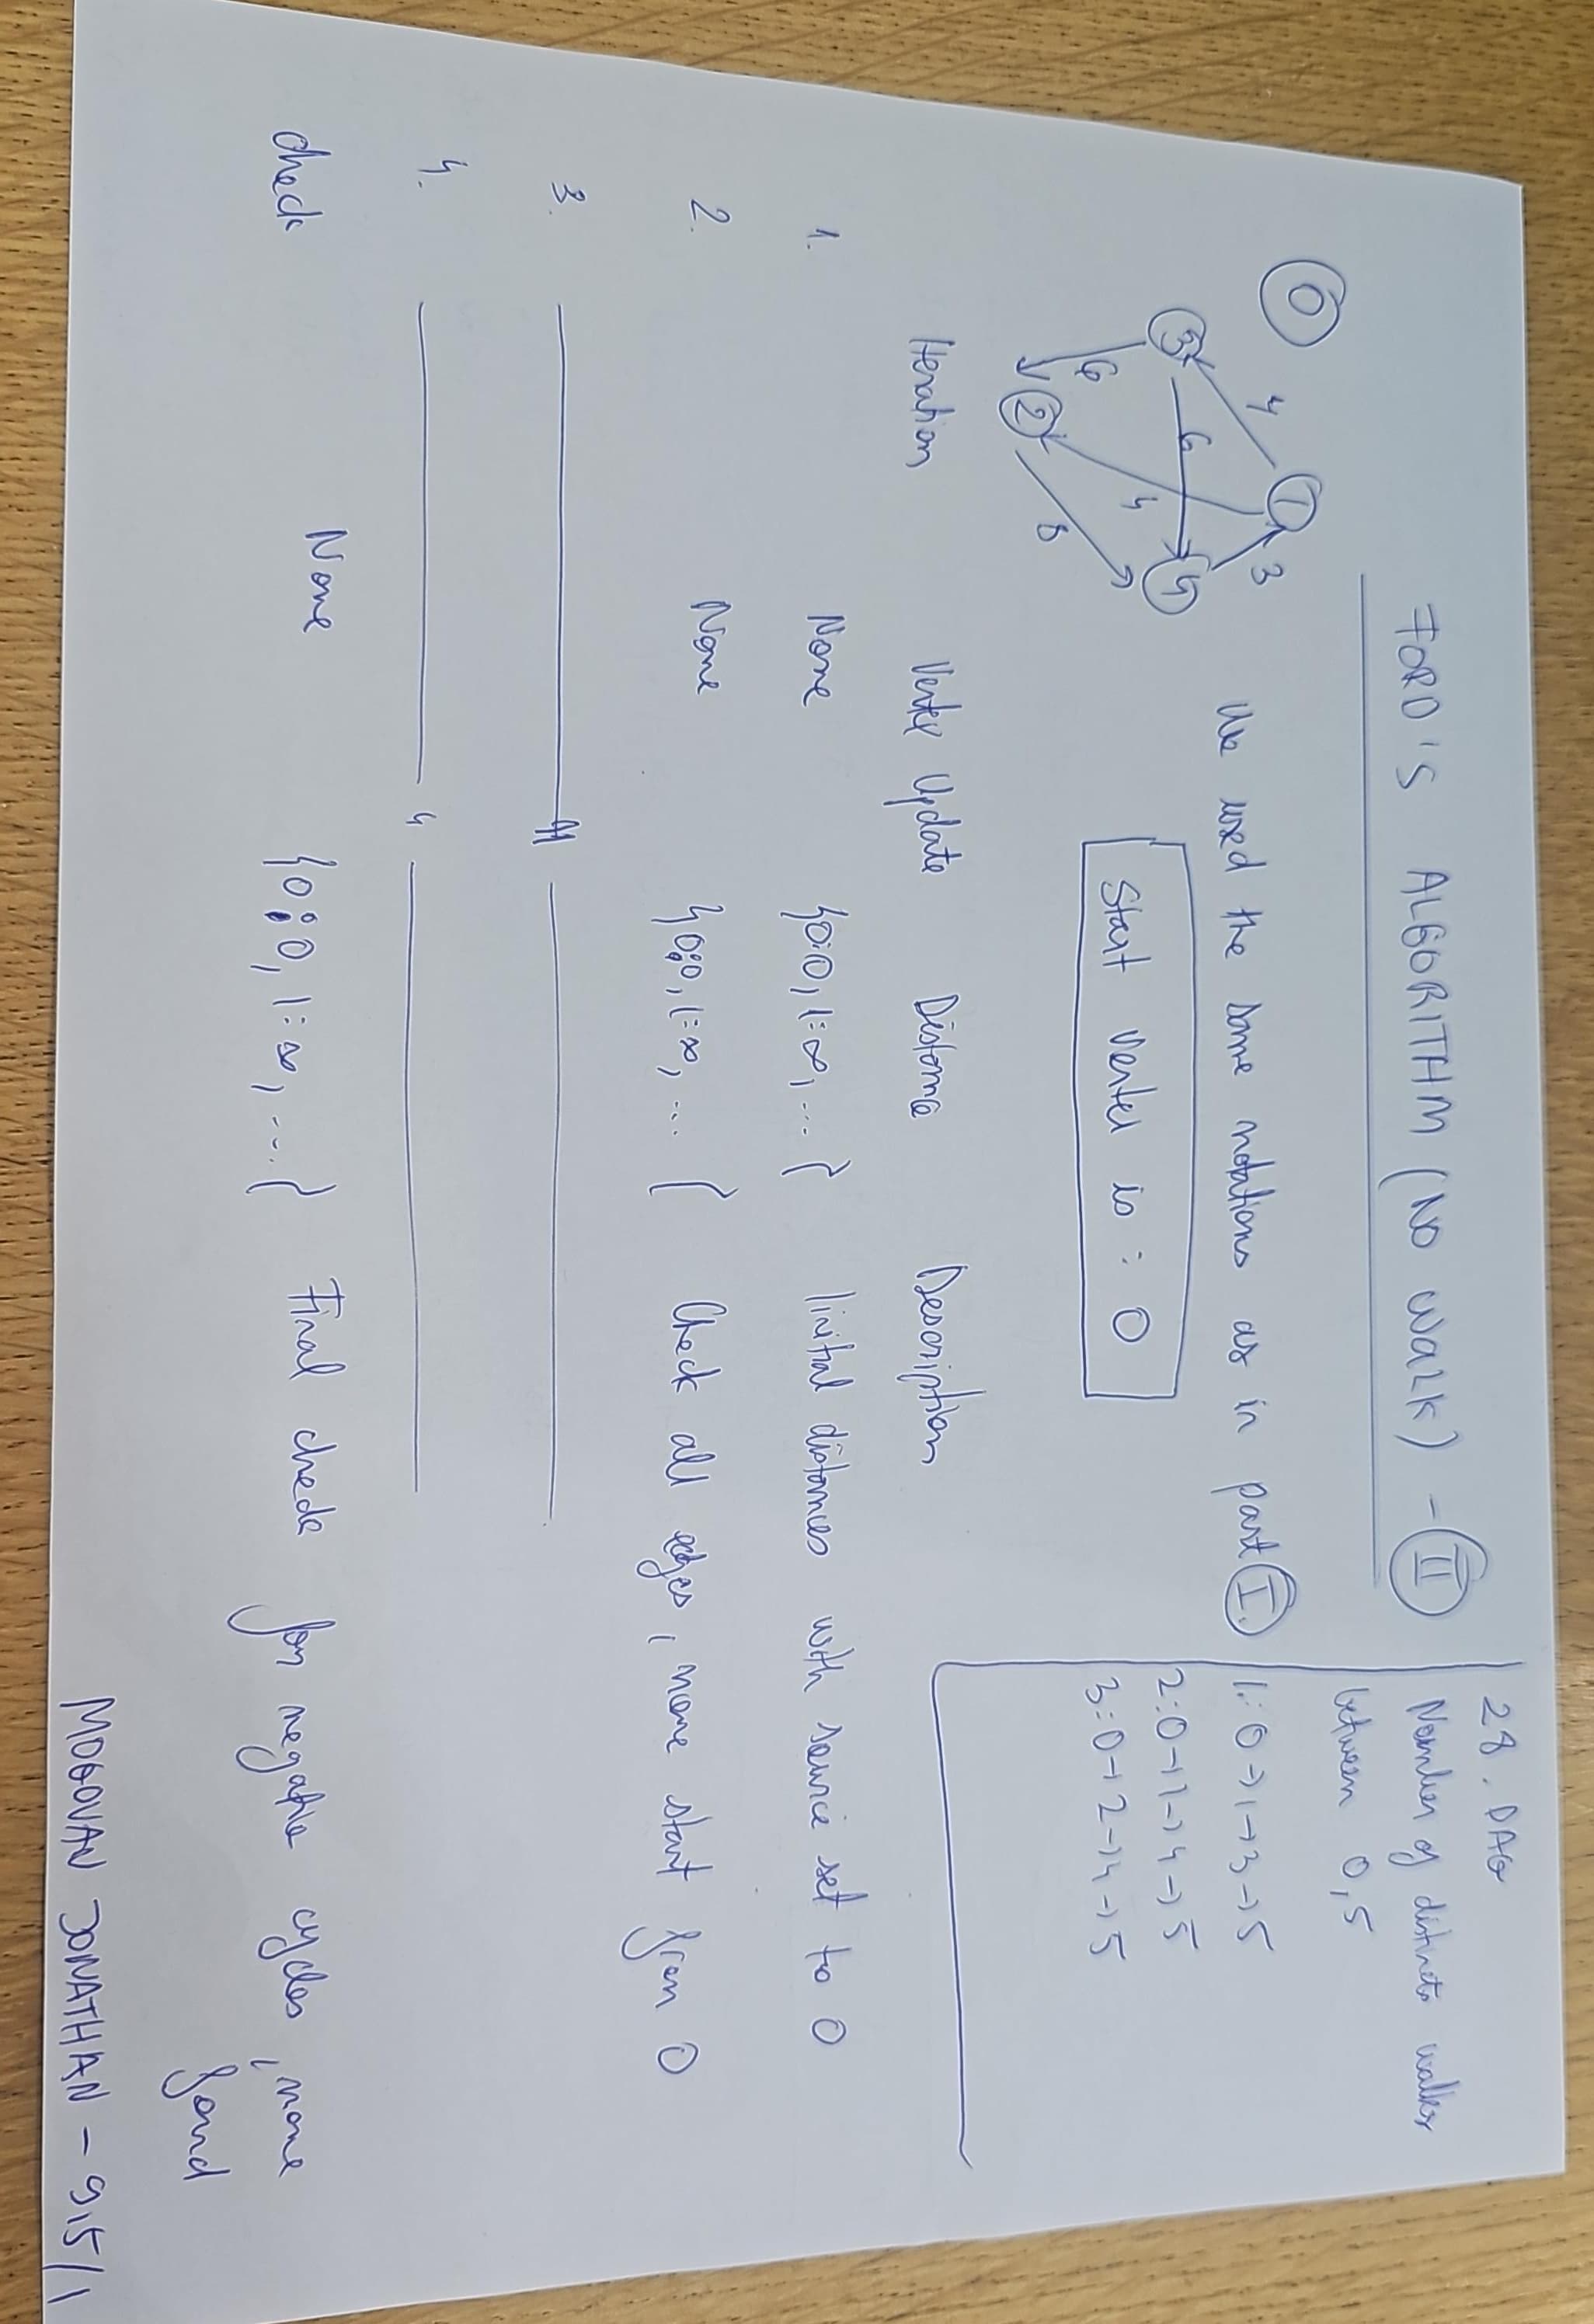 FORD'S ALGORITHM (NO WALK) - II
We used the same notations as in part I.
Start Vertex is : 0
0
1
3
4
2
4
3
6
6
4
8
28. DAG
Number of distincts walks
between 0,5
1.: 0→1→3→5
2:0→1→4→5
3:0→2→4→5
Iteration Vertex Update Distance Description
1. None {0:0, 1:∞, ... } Initial distances with source set to 0
2. None {0:0, 1:∞, ... } Check all edges, none start from 0
3. —— 11 ——
4. —— 4 ——
check None {0:0, 1:∞, ... } Final check for negative cycles, none
found
MOGOVAN JONATHAN - 915/1